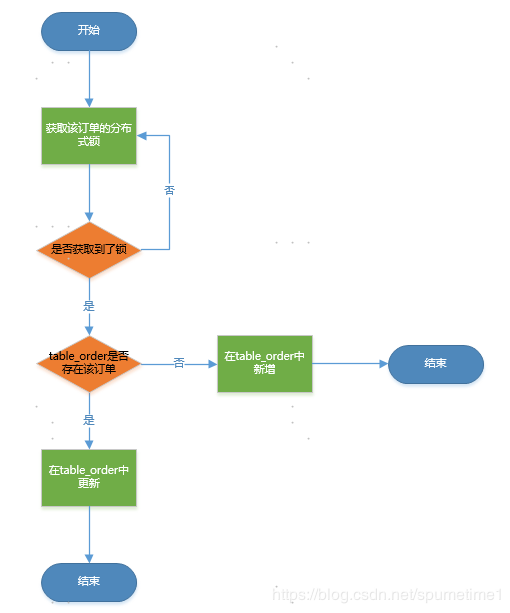 开始
获取该订单的分布
式锁
否
是否获取到了锁
是
table_order是否
存在该订单
否
在table_order中
新增
结束
是
在table_order中
更新
结束
https://blog.csdn.net/spumetime1